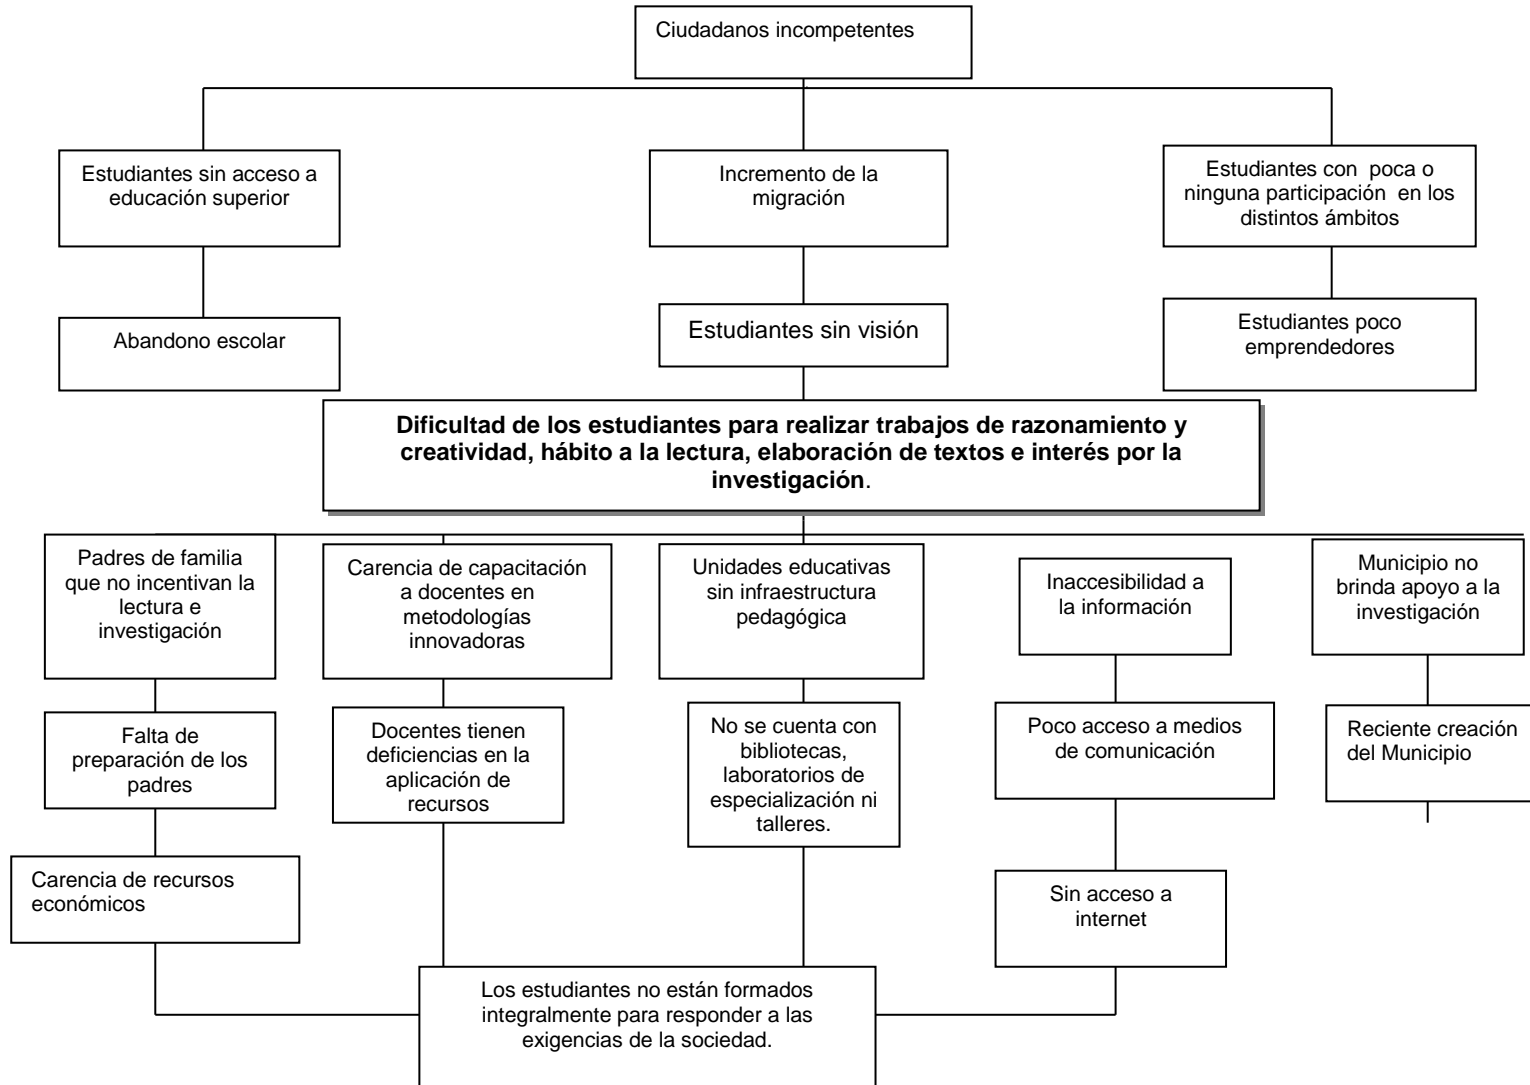 Ciudadanos incompetentes
Estudiantes sin acceso a
educación superior
Incremento de la
migración
Estudiantes con poca o
ninguna participación en los
distintos ámbitos
Abandono escolar
Estudiantes sin visión
Estudiantes poco
emprendedores
Dificultad de los estudiantes para realizar trabajos de razonamiento y
creatividad, hábito a la lectura, elaboración de textos e interés por la
investigación.
Padres de familia
que no incentivan la
lectura e
investigación
Carencia de capacitación
a docentes en
metodologías
innovadoras
Unidades educativas
sin infraestructura
pedagógica
Inaccesibilidad a
la información
Municipio no
brinda apoyo a la
investigación
Falta de
preparación de los
padres
Docentes tienen
deficiencias en la
aplicación de
recursos
No se cuenta con
bibliotecas,
laboratorios de
especialización ni
talleres.
Poco acceso a medios
de comunicación
Reciente creación
del Municipio
Carencia de recursos
económicos
Sin acceso a
internet
Los estudiantes no están formados
integralmente para responder a las
exigencias de la sociedad.